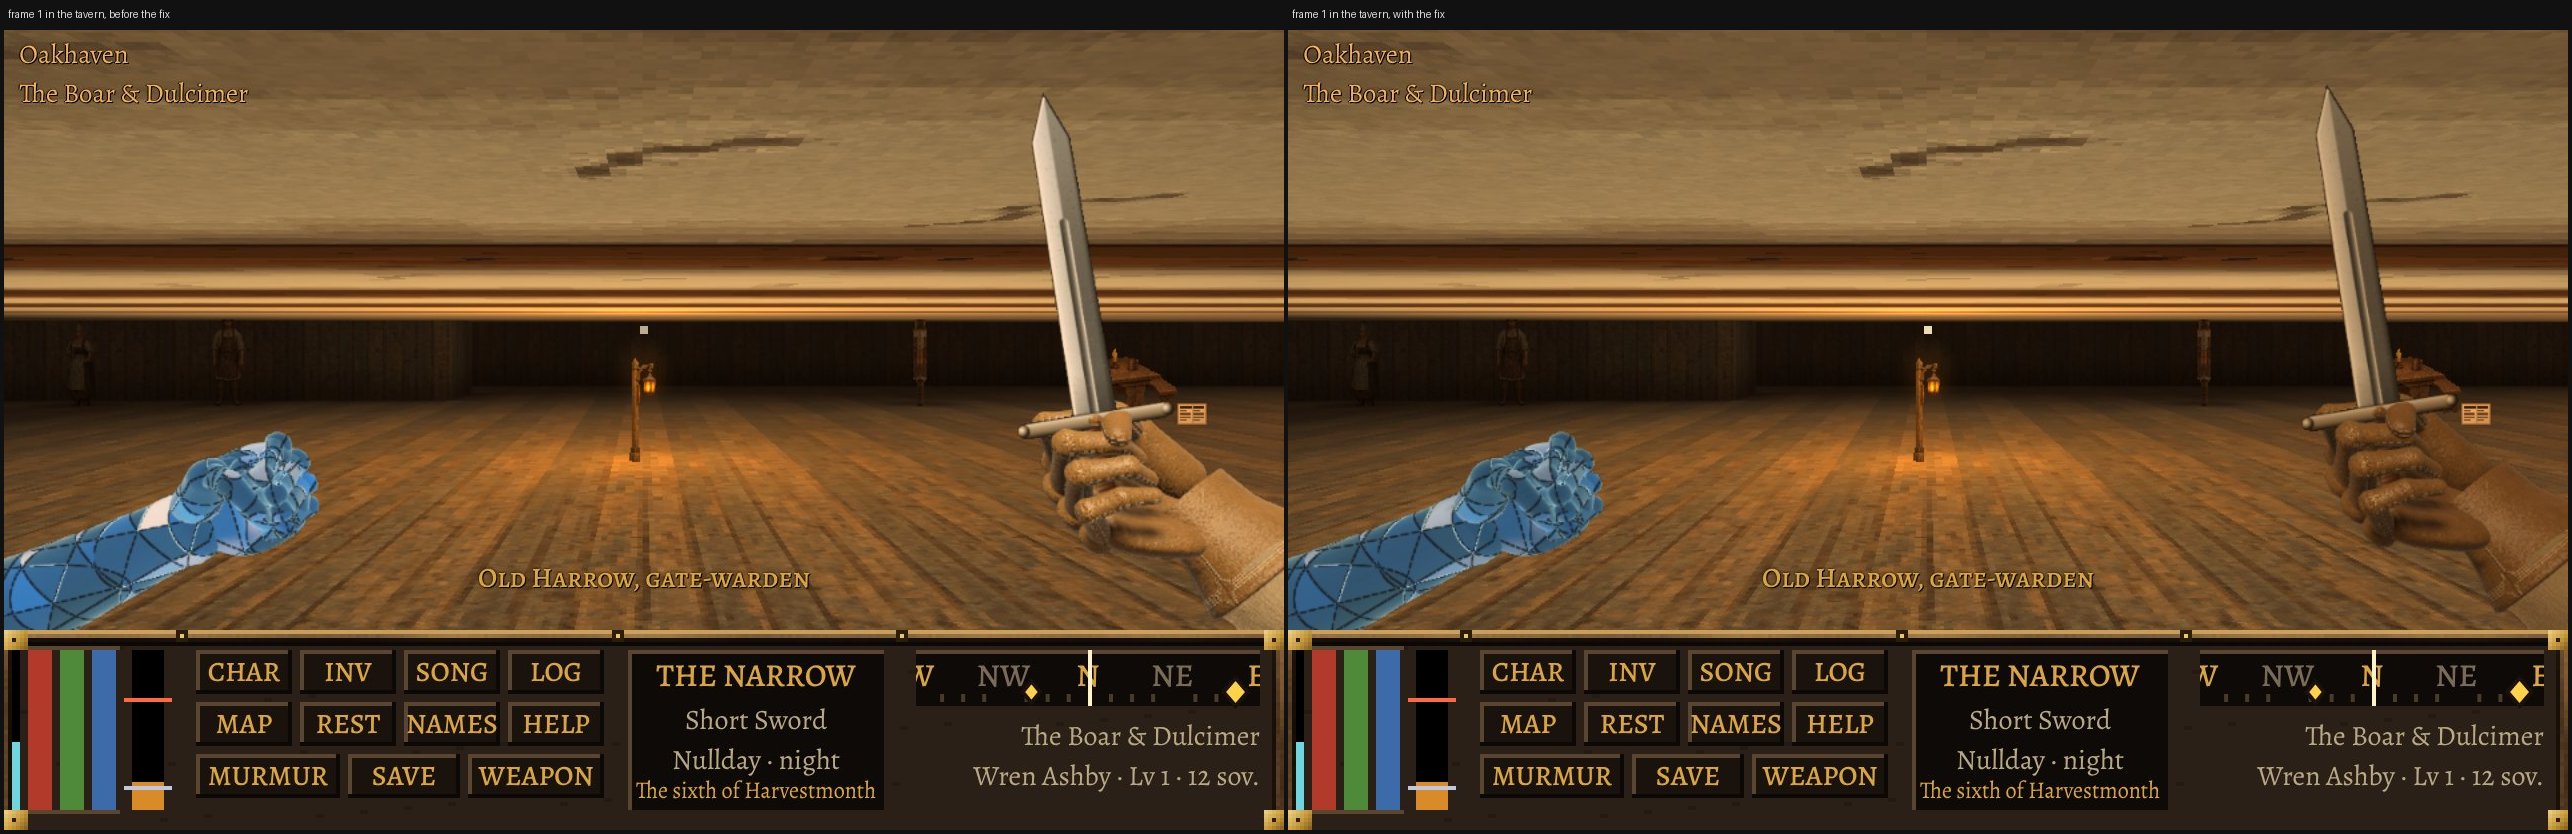 frame 1 in the tavern, before the fix
Oakhaven
The Boar & Dulcimer
OLD HARROW, GATE-WARDEN
CHAR INV SONG LOG
MAP REST NAMES HELP
MURMUR SAVE WEAPON
THE NARROW
Short Sword
Nullday · night
The sixth of Harvestmonth
W NW N NE E
The Boar & Dulcimer
Wren Ashby · Lv 1 · 12 sov.
frame 1 in the tavern, with the fix
Oakhaven
The Boar & Dulcimer
OLD HARROW, GATE-WARDEN
CHAR INV SONG LOG
MAP REST NAMES HELP
MURMUR SAVE WEAPON
THE NARROW
Short Sword
Nullday · night
The sixth of Harvestmonth
W NW N NE E
The Boar & Dulcimer
Wren Ashby · Lv 1 · 12 sov.